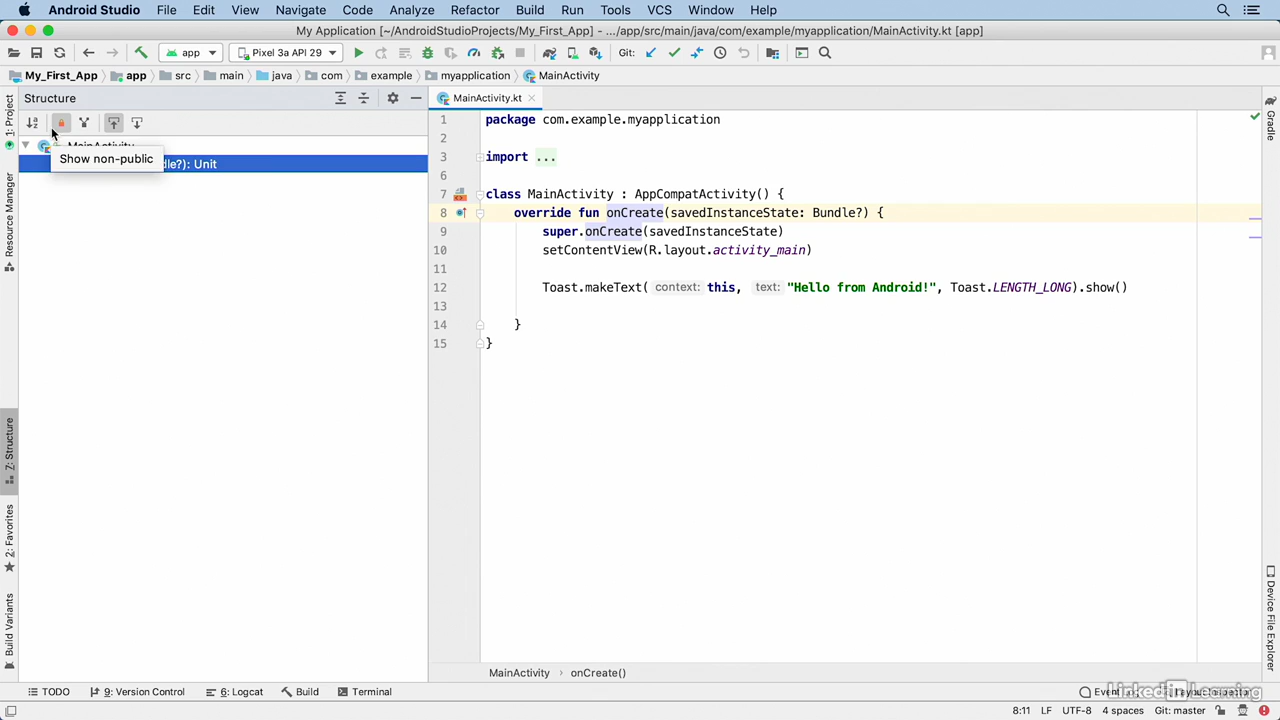 Android Studio File Edit View Navigate Code Analyze Refactor Build Run Tools VCS Window Help
My Application [~/AndroidStudioProjects/My_First_App] - .../app/src/main/java/com/example/myapplication/MainActivity.kt [app]
app Pixel 3a API 29 Git:
My_First_App app src main java com example myapplication MainActivity
Structure
MainActivity.kt
1: Project
Resource Manager
7: Structure
2: Favorites
Build Variants
MainActivity
Show non-public
dle?): Unit
1 package com.example.myapplication
2
3 import ...
6
7 class MainActivity : AppCompatActivity() {
8 override fun onCreate(savedInstanceState: Bundle?) {
9 super.onCreate(savedInstanceState)
10 setContentView(R.layout.activity_main)
11
12 Toast.makeText( context: this, text: "Hello from Android!", Toast.LENGTH_LONG).show()
13
14 }
15 }
Gradle
Device File Explorer
MainActivity > onCreate()
TODO 9: Version Control 6: Logcat Build Terminal
LinkedIn Learning
8:11 LF UTF-8 4 spaces Git: master